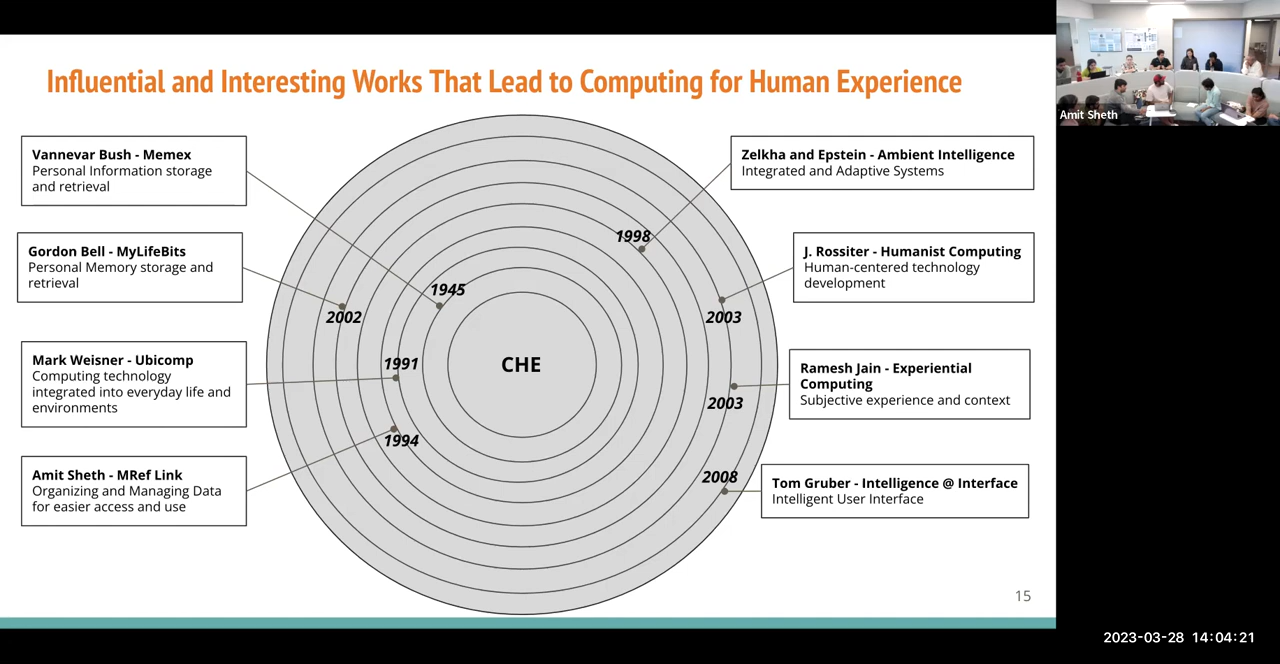 Influential and Interesting Works That Lead to Computing for Human Experience
Vannevar Bush - Memex
Personal Information storage
and retrieval
Gordon Bell - MyLifeBits
Personal Memory storage and
retrieval
Mark Weisner - Ubicomp
Computing technology
integrated into everyday life and
environments
Amit Sheth - MRef Link
Organizing and Managing Data
for easier access and use
1945
2002
1991
1994
CHE
1998
2003
2003
2008
Zelkha and Epstein - Ambient Intelligence
Integrated and Adaptive Systems
J. Rossiter - Humanist Computing
Human-centered technology
development
Ramesh Jain - Experiential
Computing
Subjective experience and context
Tom Gruber - Intelligence @ Interface
Intelligent User Interface
15
Amit Sheth
2023-03-28 14:04:21